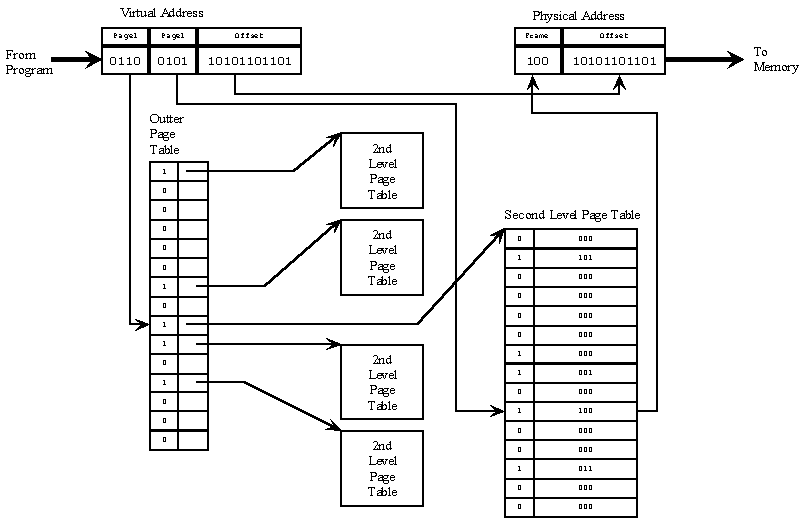 Virtual Address
Page1 Page1 Offset
0110 0101 10101101101
From
Program
Physical Address
Frame Offset
100 10101101101
To
Memory
Outter
Page
Table
1
0
0
0
0
0
1
0
1
1
0
1
0
0
0
2nd
Level
Page
Table
2nd
Level
Page
Table
2nd
Level
Page
Table
2nd
Level
Page
Table
Second Level Page Table
0 000
1 101
0 000
0 000
0 000
0 000
1 000
1 001
0 000
1 100
0 000
0 000
1 011
0 000
0 000